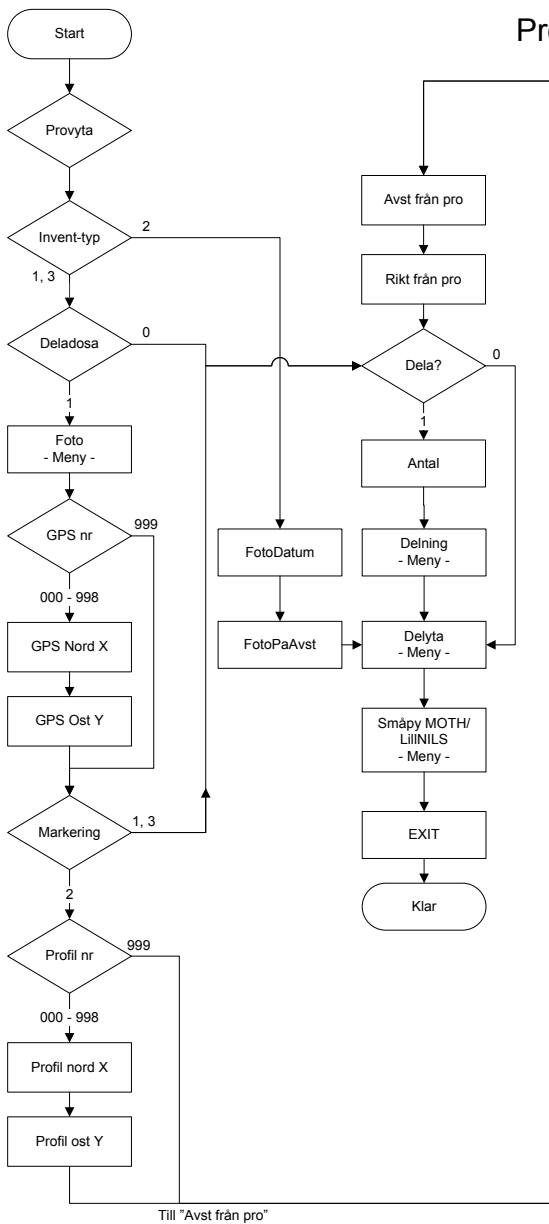 Pro
Start
Provyta
Invent-typ
2
1, 3
Deladosa
0
1
Foto
- Meny -
GPS nr
999
000 - 998
GPS Nord X
GPS Ost Y
Markering
1, 3
2
Profil nr
999
000 - 998
Profil nord X
Profil ost Y
Till ”Avst från pro”
FotoDatum
FotoPaAvst
Avst från pro
Rikt från pro
Dela?
0
1
Antal
Delning
- Meny -
Delyta
- Meny -
Småpy MOTH/
LillNILS
- Meny -
EXIT
Klar